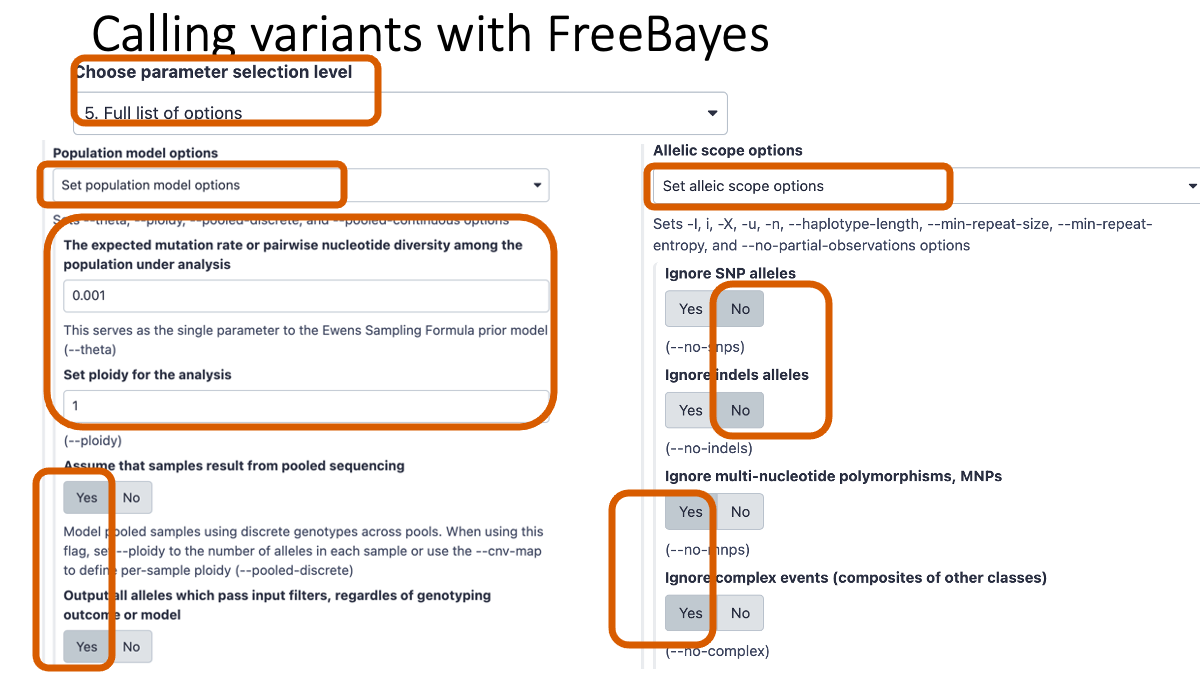 Calling variants with FreeBayes
Choose parameter selection level
5. Full list of options
Population model options
Set population model options
Sets --theta, --ploidy, --pooled-discrete, and --pooled-continuous options
The expected mutation rate or pairwise nucleotide diversity among the
population under analysis
0.001
This serves as the single parameter to the Ewens Sampling Formula prior model
(--theta)
Set ploidy for the analysis
1
(--ploidy)
Assume that samples result from pooled sequencing
Yes No
Model pooled samples using discrete genotypes across pools. When using this
flag, set --ploidy to the number of alleles in each sample or use the --cnv-map
to define per-sample ploidy (--pooled-discrete)
Output all alleles which pass input filters, regardles of genotyping
outcome or model
Yes No
Allelic scope options
Set alleic scope options
Sets -I, i, -X, -u, -n, --haplotype-length, --min-repeat-size, --min-repeat-
entropy, and --no-partial-observations options
Ignore SNP alleles
Yes No
(--no-snps)
Ignore indels alleles
Yes No
(--no-indels)
Ignore multi-nucleotide polymorphisms, MNPs
Yes No
(--no-mnps)
Ignore complex events (composites of other classes)
Yes No
(--no-complex)